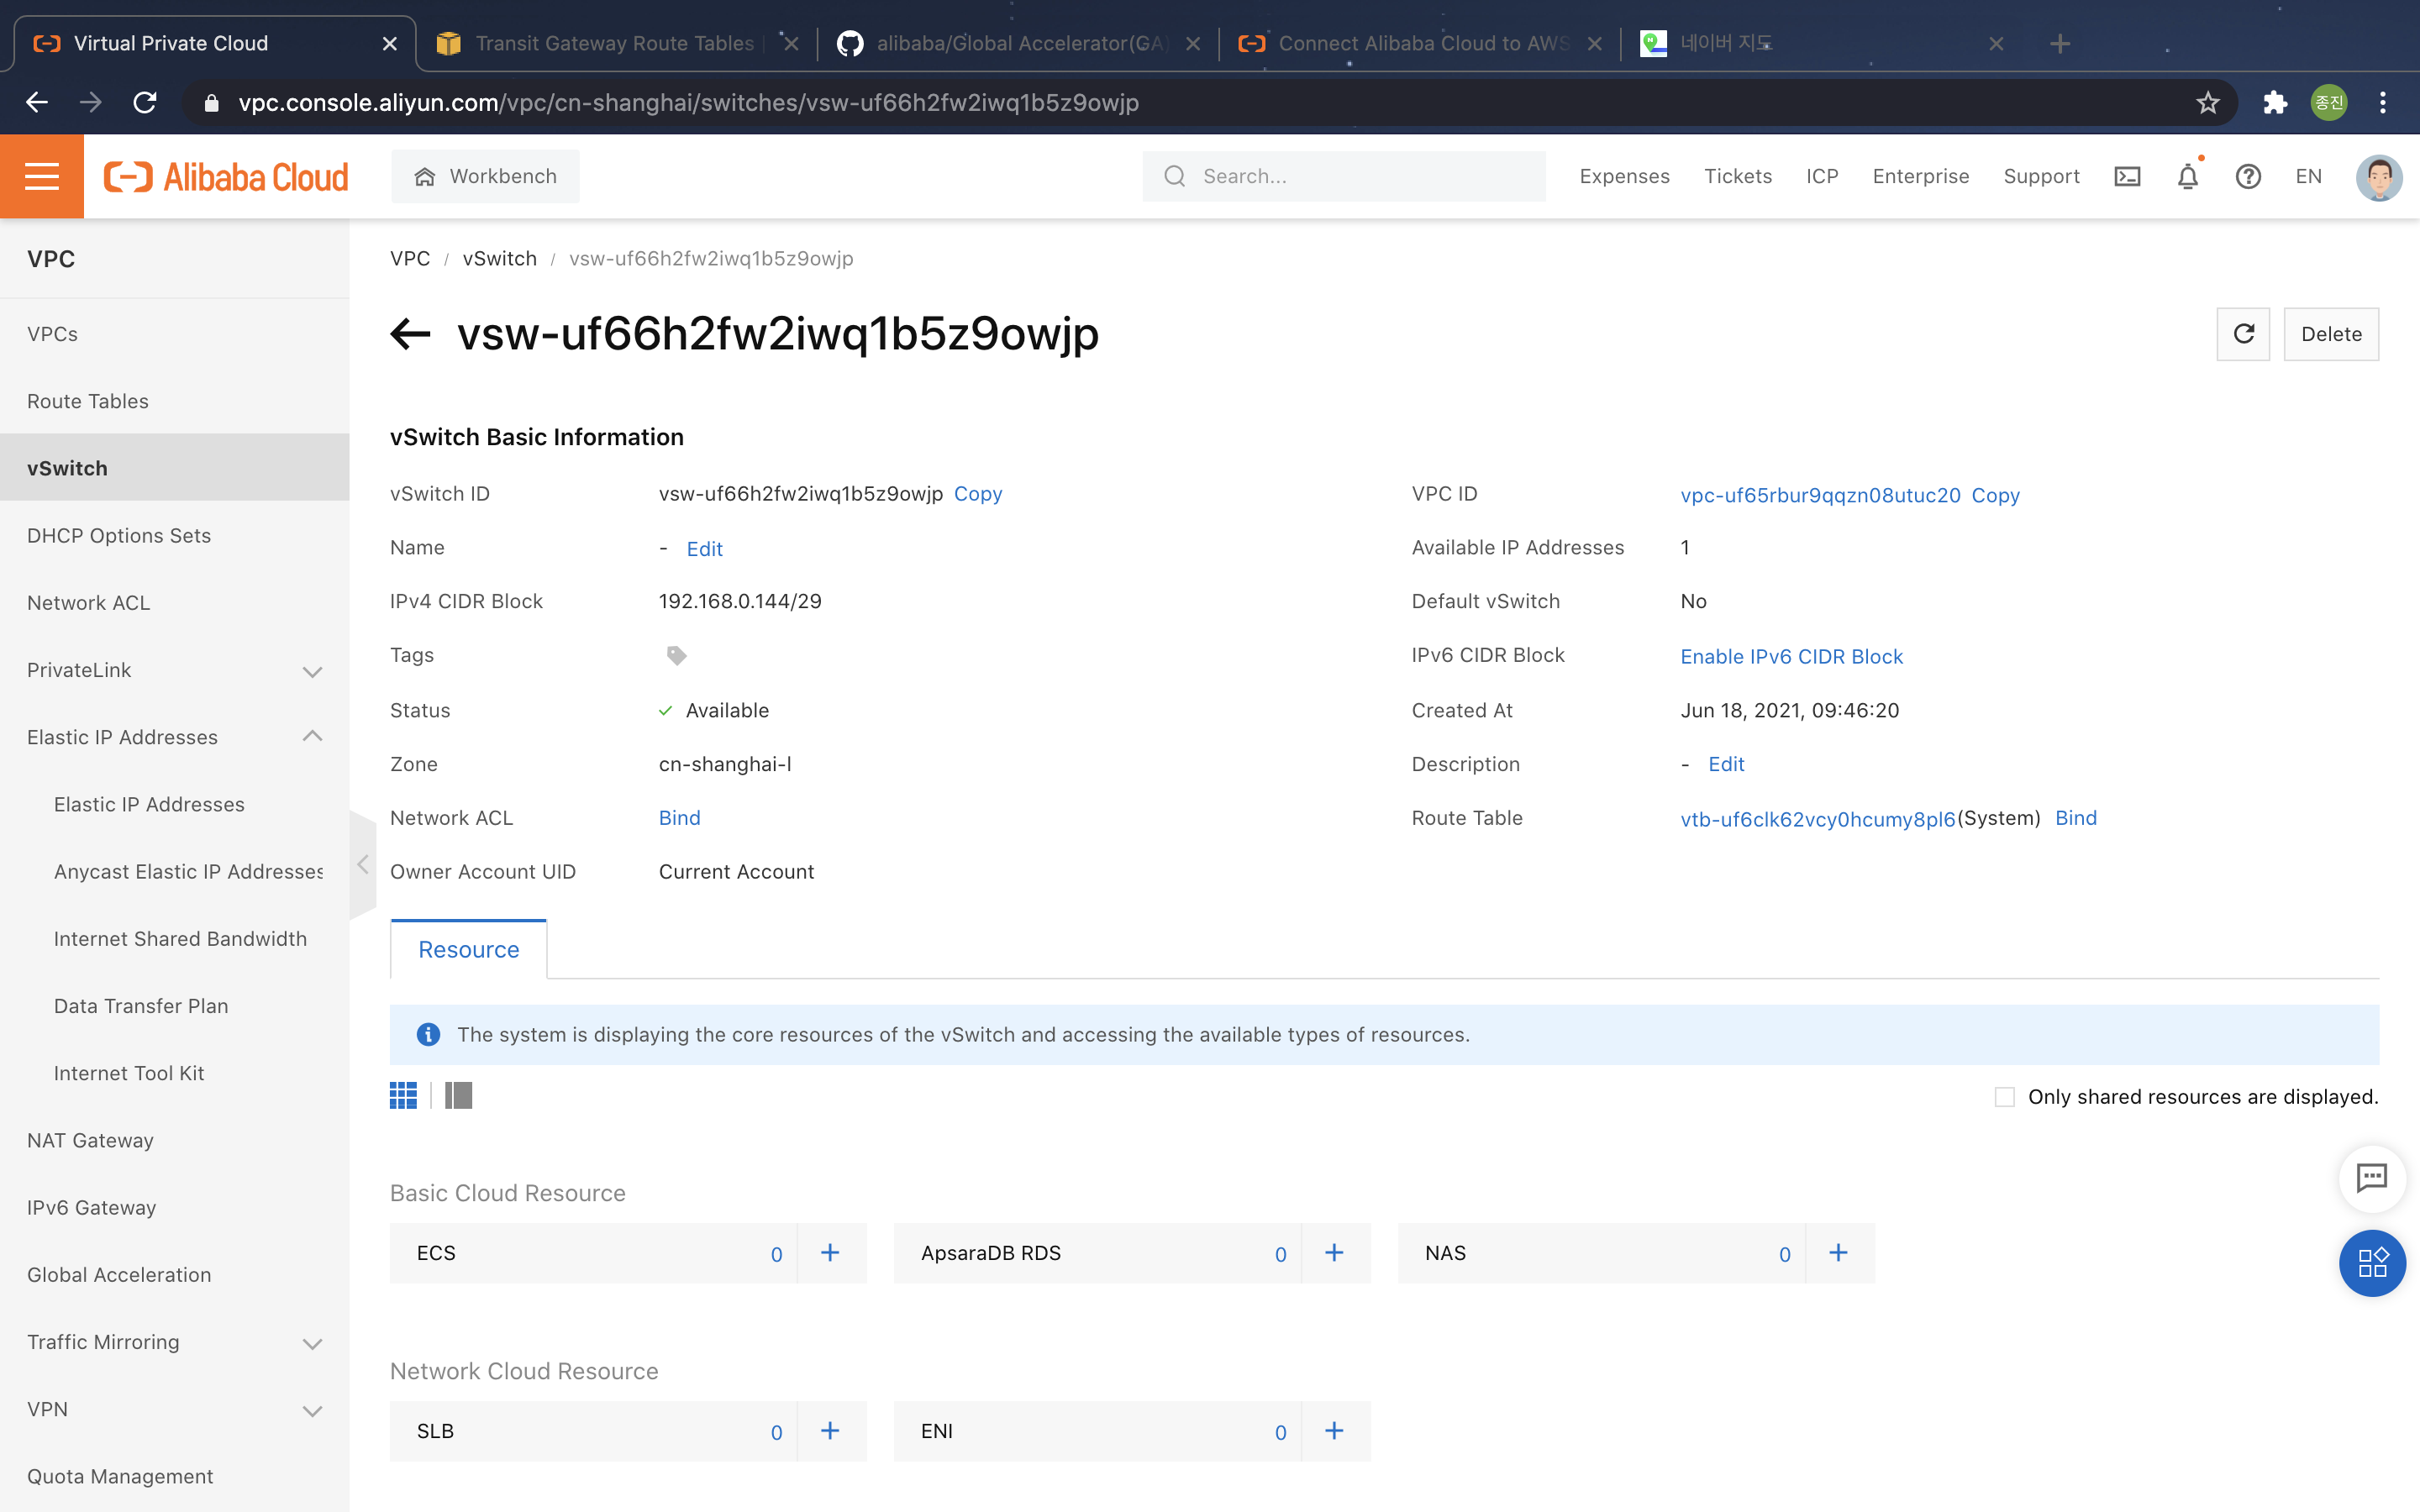 Virtual Private Cloud
Transit Gateway Route Tables |
alibaba/Global Accelerator(GA)
Connect Alibaba Cloud to AWS
네이버 지도
vpc.console.aliyun.com/vpc/cn-shanghai/switches/vsw-uf66h2fw2iwq1b5z9owjp
종진
Alibaba Cloud
Workbench
Search...
Expenses
Tickets
ICP
Enterprise
Support
EN
VPC
VPCs
Route Tables
vSwitch
DHCP Options Sets
Network ACL
PrivateLink
Elastic IP Addresses
Elastic IP Addresses
Anycast Elastic IP Addresses
Internet Shared Bandwidth
Data Transfer Plan
Internet Tool Kit
NAT Gateway
IPv6 Gateway
Global Acceleration
Traffic Mirroring
VPN
Quota Management
VPC / vSwitch / vsw-uf66h2fw2iwq1b5z9owjp
vsw-uf66h2fw2iwq1b5z9owjp
Delete
vSwitch Basic Information
vSwitch ID vsw-uf66h2fw2iwq1b5z9owjp Copy
VPC ID vpc-uf65rbur9qqzn08utuc20 Copy
Name - Edit
Available IP Addresses 1
IPv4 CIDR Block 192.168.0.144/29
Default vSwitch No
Tags
IPv6 CIDR Block Enable IPv6 CIDR Block
Status Available
Created At Jun 18, 2021, 09:46:20
Zone cn-shanghai-l
Description - Edit
Network ACL Bind
Route Table vtb-uf6clk62vcy0hcumy8pl6(System) Bind
Owner Account UID Current Account
Resource
The system is displaying the core resources of the vSwitch and accessing the available types of resources.
Only shared resources are displayed.
Basic Cloud Resource
ECS 0 +
ApsaraDB RDS 0 +
NAS 0 +
Network Cloud Resource
SLB 0 +
ENI 0 +